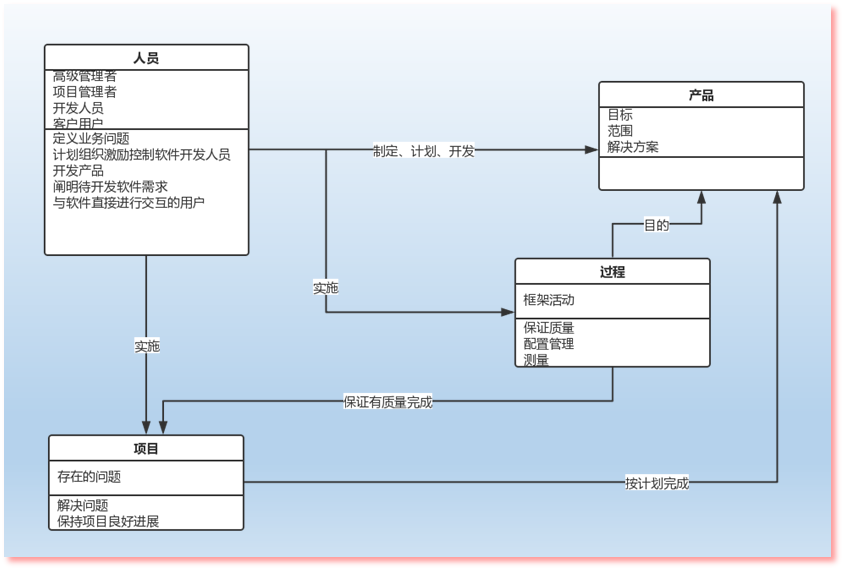 人员
高级管理者
项目管理者
开发人员
客户用户
定义业务问题
计划组织激励控制软件开发人员
开发产品
阐明待开发软件需求
与软件直接进行交互的用户
产品
目标
范围
解决方案
制定、计划、开发
目的
过程
框架活动
保证质量
配置管理
测量
实施
实施
保证有质量完成
项目
存在的问题
解决问题
保持项目良好进展
按计划完成